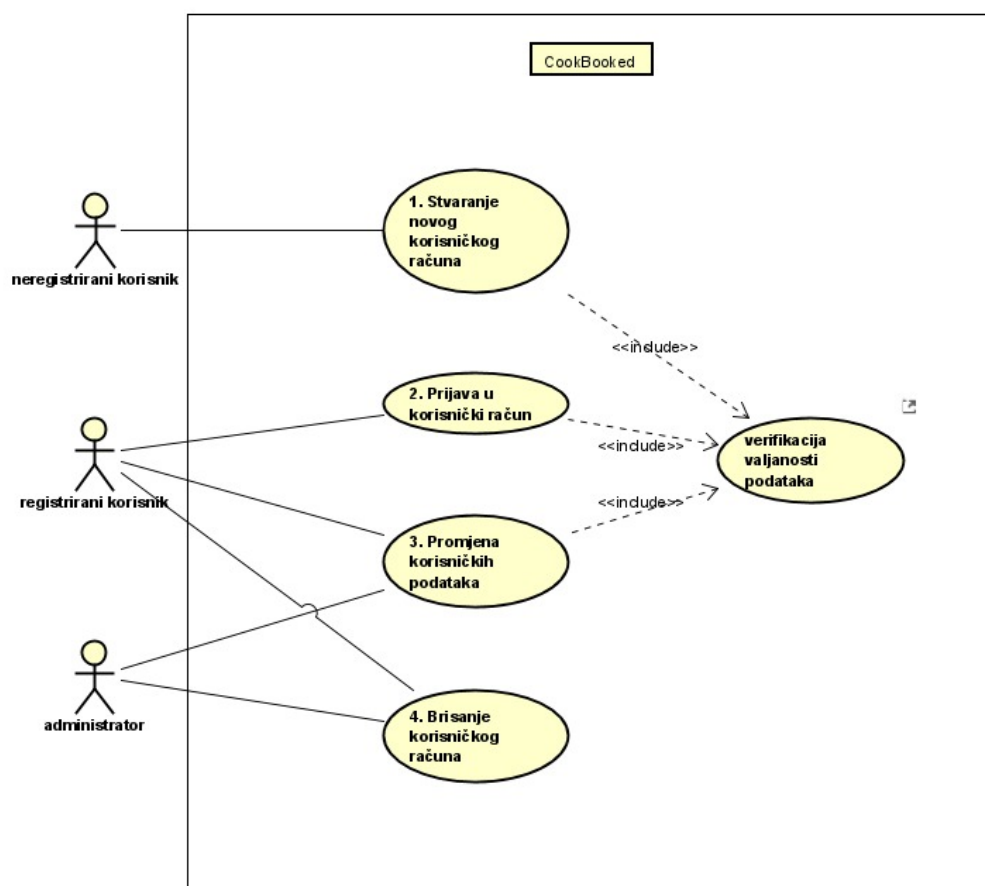 CookBooked
1. Stvaranje
novog
korisničkog
računa
neregistrirani korisnik
<<include>>
2. Prijava u
korisnički račun
<<include>>
verifikacija
valjanosti
podataka
registrirani korisnik
<<include>>
3. Promjena
korisničkih
podataka
administrator
4. Brisanje
korisničkog
računa